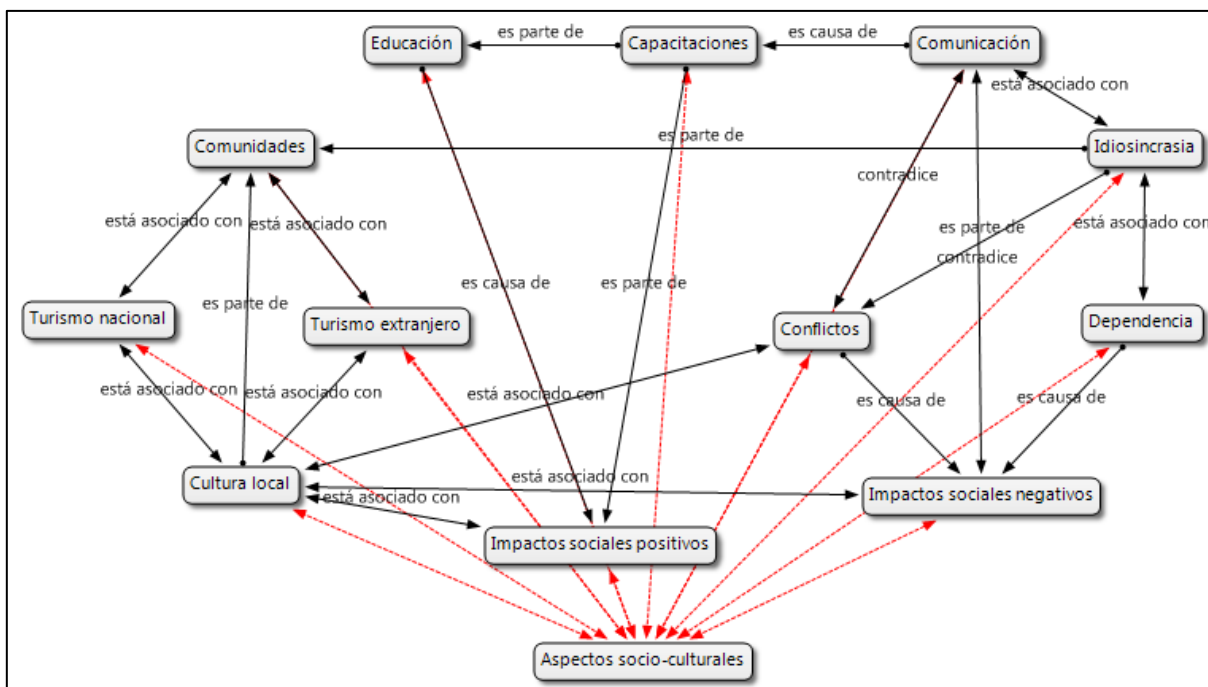 Educación
es parte de
Capacitaciones
es causa de
Comunicación
está asociado con
Comunidades
es parte de
Idiosincrasia
contradice
está asociado con
está asociado con
es parte de
está asociado con
contradice
es causa de
es parte de
es parte de
Turismo nacional
Turismo extranjero
Conflictos
Dependencia
está asociado con
está asociado con
está asociado con
es causa de
es causa de
Cultura local
está asociado con
está asociado con
Impactos sociales negativos
Impactos sociales positivos
Aspectos socio-culturales